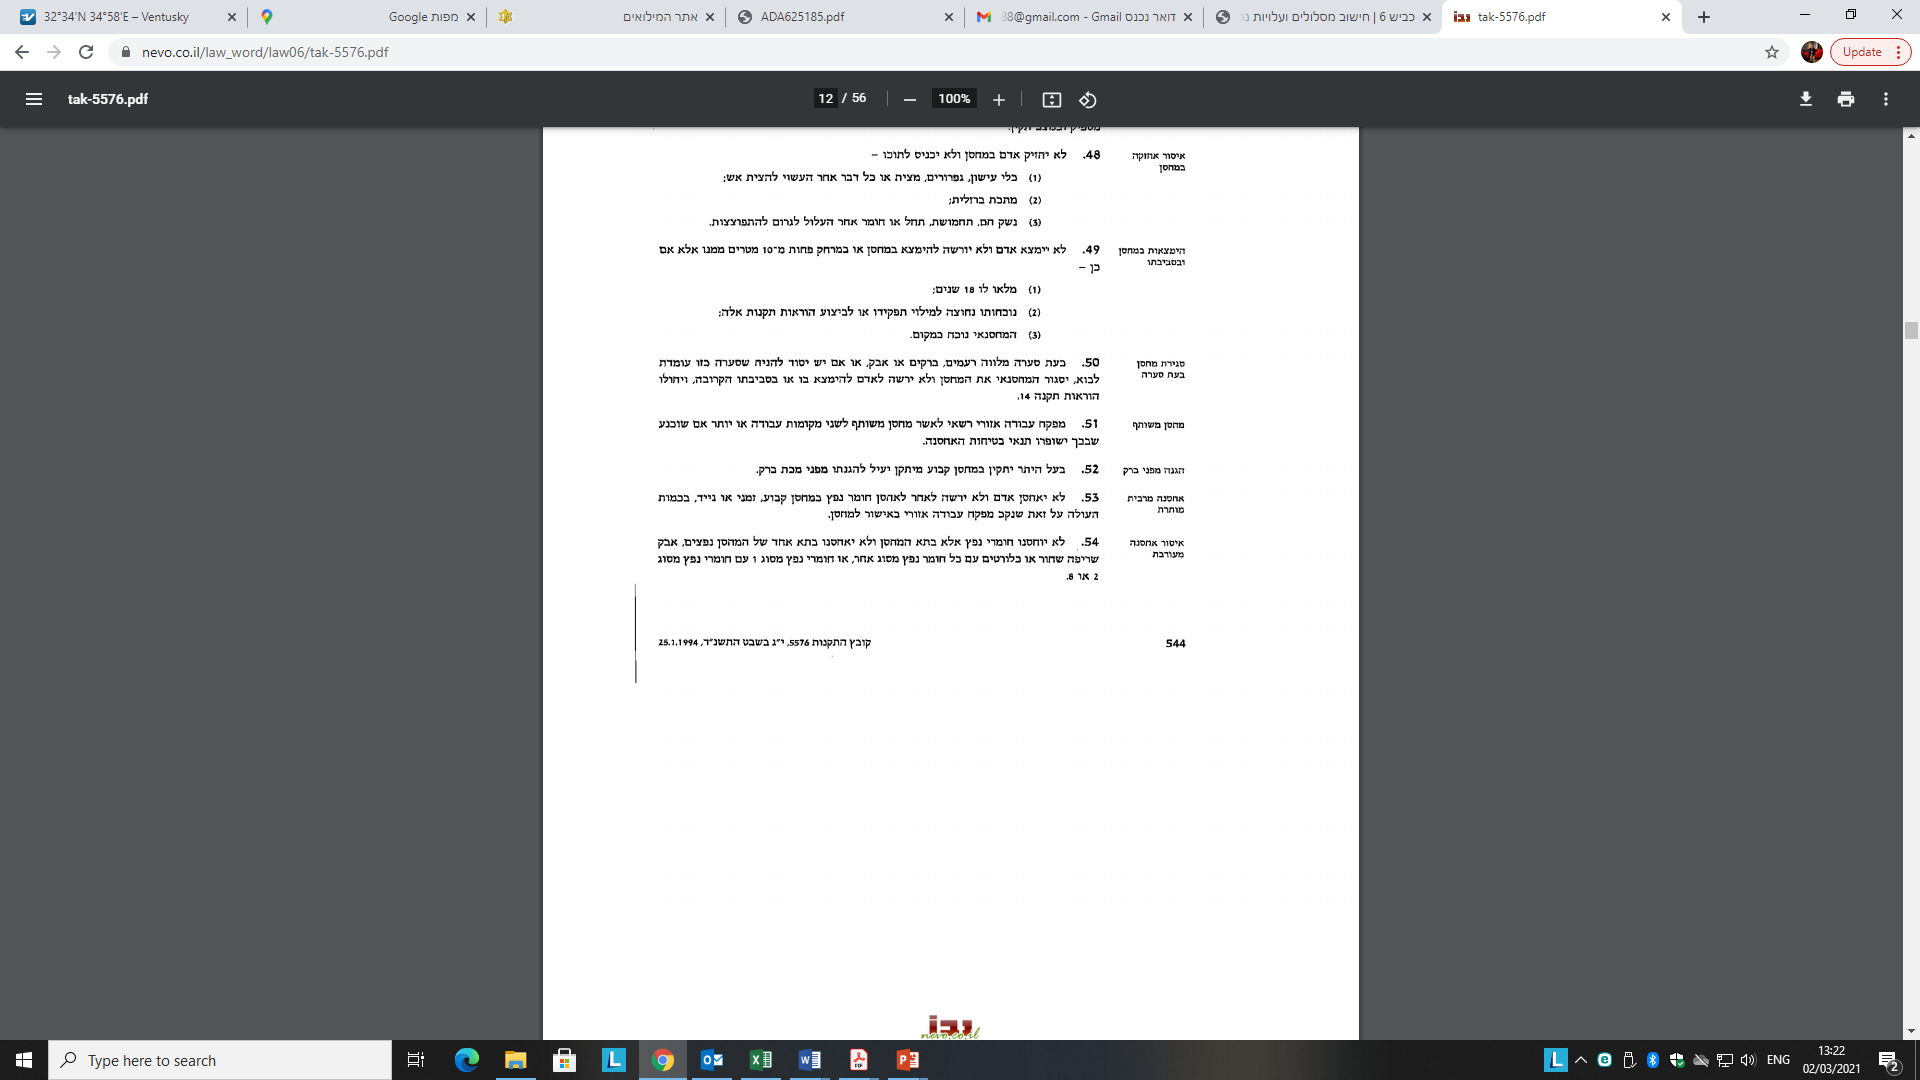 32°34'N 34°58'E – Ventusky
מפות Google
אתר המילואים
ADA625185.pdf
דואר נכנס 88@gmail.com - Gmail
כביש 6 | חישוב מסלולים ועלויות
tak-5576.pdf
nevo.co.il/law_word/law06/tak-5576.pdf
Update
tak-5576.pdf
12 / 56
100%
איסור אחזקה
במחסן
48. לא יחזיק אדם במחסן ולא יכניס לתוכו –
(1) כלי עישון, גפרורים, מצית או כל דבר אחר העשוי להצית אש;
(2) מתכת ברזלית;
(3) נשק חם, תחמושת, תחל או חומר אחר העלול לגרום להתפוצצות.
הימצאות במחסן
ובסביבתו
49. לא יימצא אדם ולא יורשה להימצא במחסן או במרחק פחות מ־10 מטרים ממנו אלא אם
כן –
(1) מלאו לו 18 שנים;
(2) נוכחותו נחוצה למילוי תפקידו או לביצוע הוראות תקנות אלה;
(3) המחסנאי נוכח במקום.
סגירת מחסן
בעת סערה
50. בעת סערה מלווה רעמים, ברקים או אבק, או אם יש יסוד להניח שסערה כזו עומדת
לבוא, יסגור המחסנאי את המחסן ולא ירשה לאדם להימצא בו או בסביבתו הקרובה, ויחולו
הוראות תקנה 14.
מחסן משותף
51. מפקח עבודה אזורי רשאי לאשר מחסן משותף לשני מקומות עבודה או יותר אם שוכנע
שבכך ישופרו תנאי בטיחות האחסנה.
הגנה מפני ברק
52. בעל היתר יתקין במחסן קבוע מיתקן יעיל להגנתו מפני מכת ברק.
אחסנה מרבית
מותרת
53. לא יאחסן אדם ולא ירשה לאחר לאחסן חומר נפץ במחסן קבוע, זמני או נייד, בכמות
העולה על זאת שנקב מפקח עבודה אזורי באישור למחסן.
איסור אחסנה
מעורבת
54. לא יוחסנו חומרי נפץ אלא בתא המחסן ולא יאחסנו בתא אחד של המחסן נפצים, אבק
שריפה שחור או כלורטים עם כל חומר נפץ מסוג אחר, או חומרי נפץ מסוג 1 עם חומרי נפץ מסוג
2 או 8.
544
קובץ התקנות 5576, י"ג בשבט התשנ"ד, 25.1.1994
נבו
nevo.co.il
Type here to search
ENG
13:22
02/03/2021
2